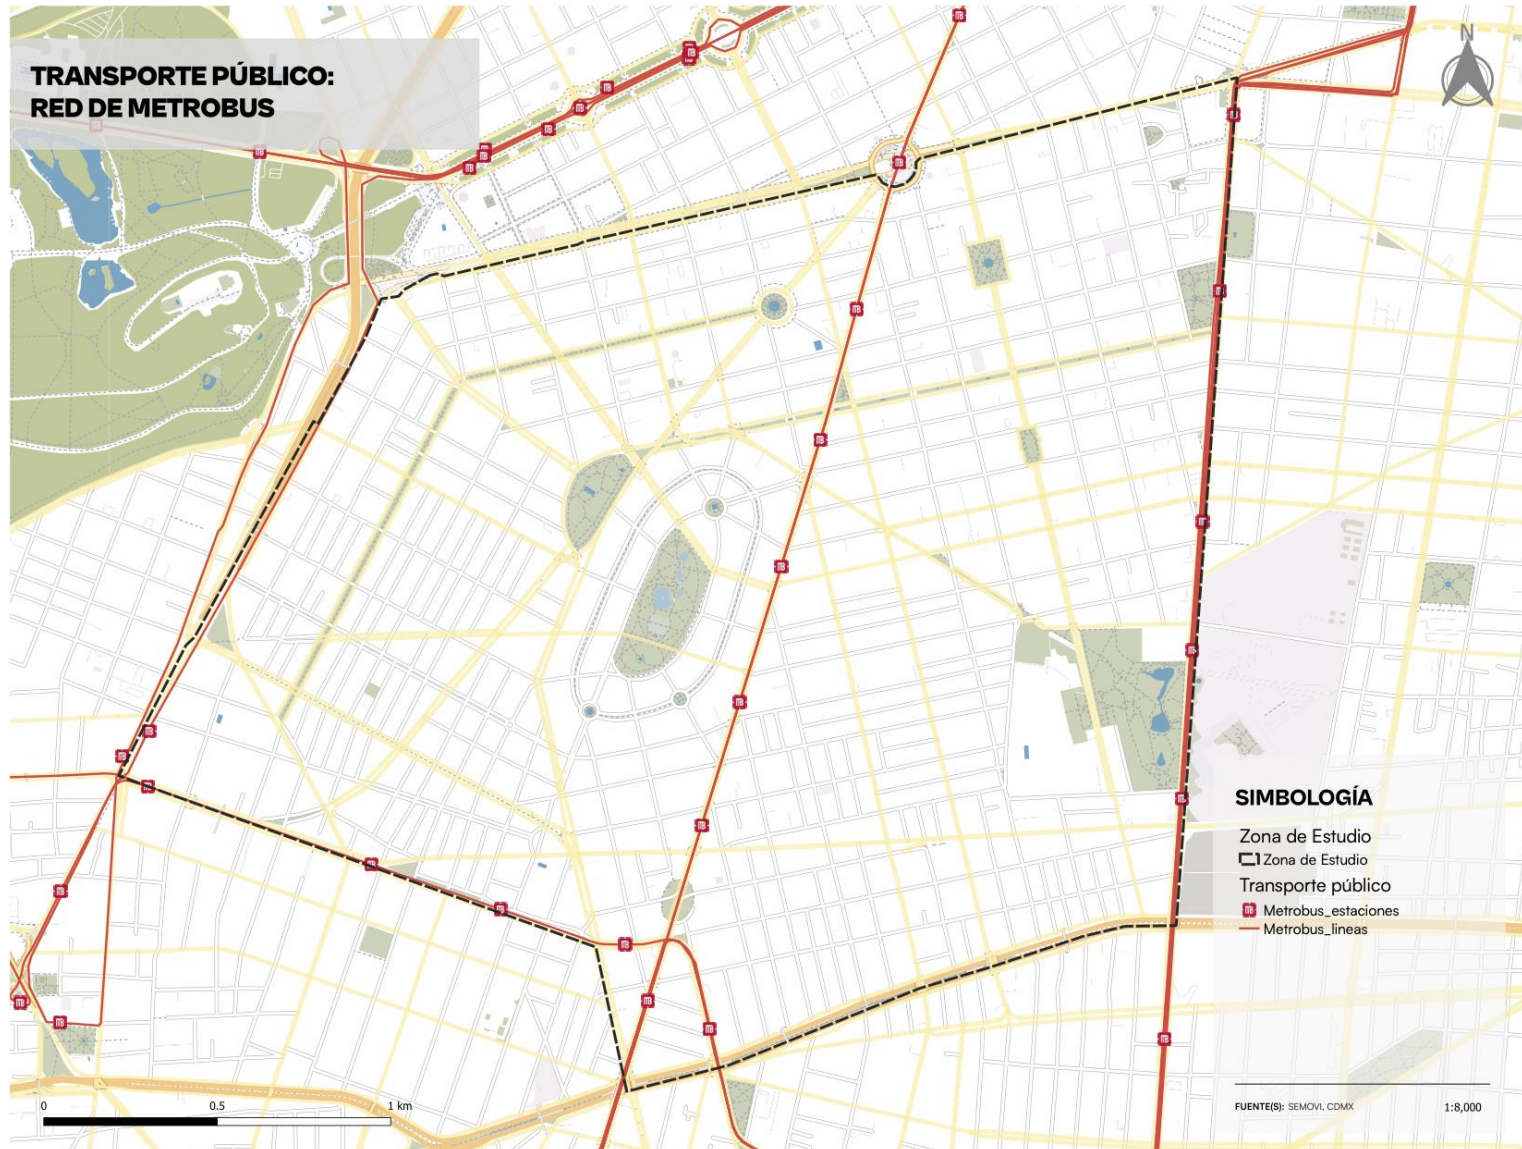 TRANSPORTE PÚBLICO:
RED DE METROBUS
N
SIMBOLOGÍA
Zona de Estudio
Zona de Estudio
Transporte público
Metrobus_estaciones
Metrobus_lineas
0 0.5 1 km
FUENTE(S): SEMOVI, CDMX 1:8,000